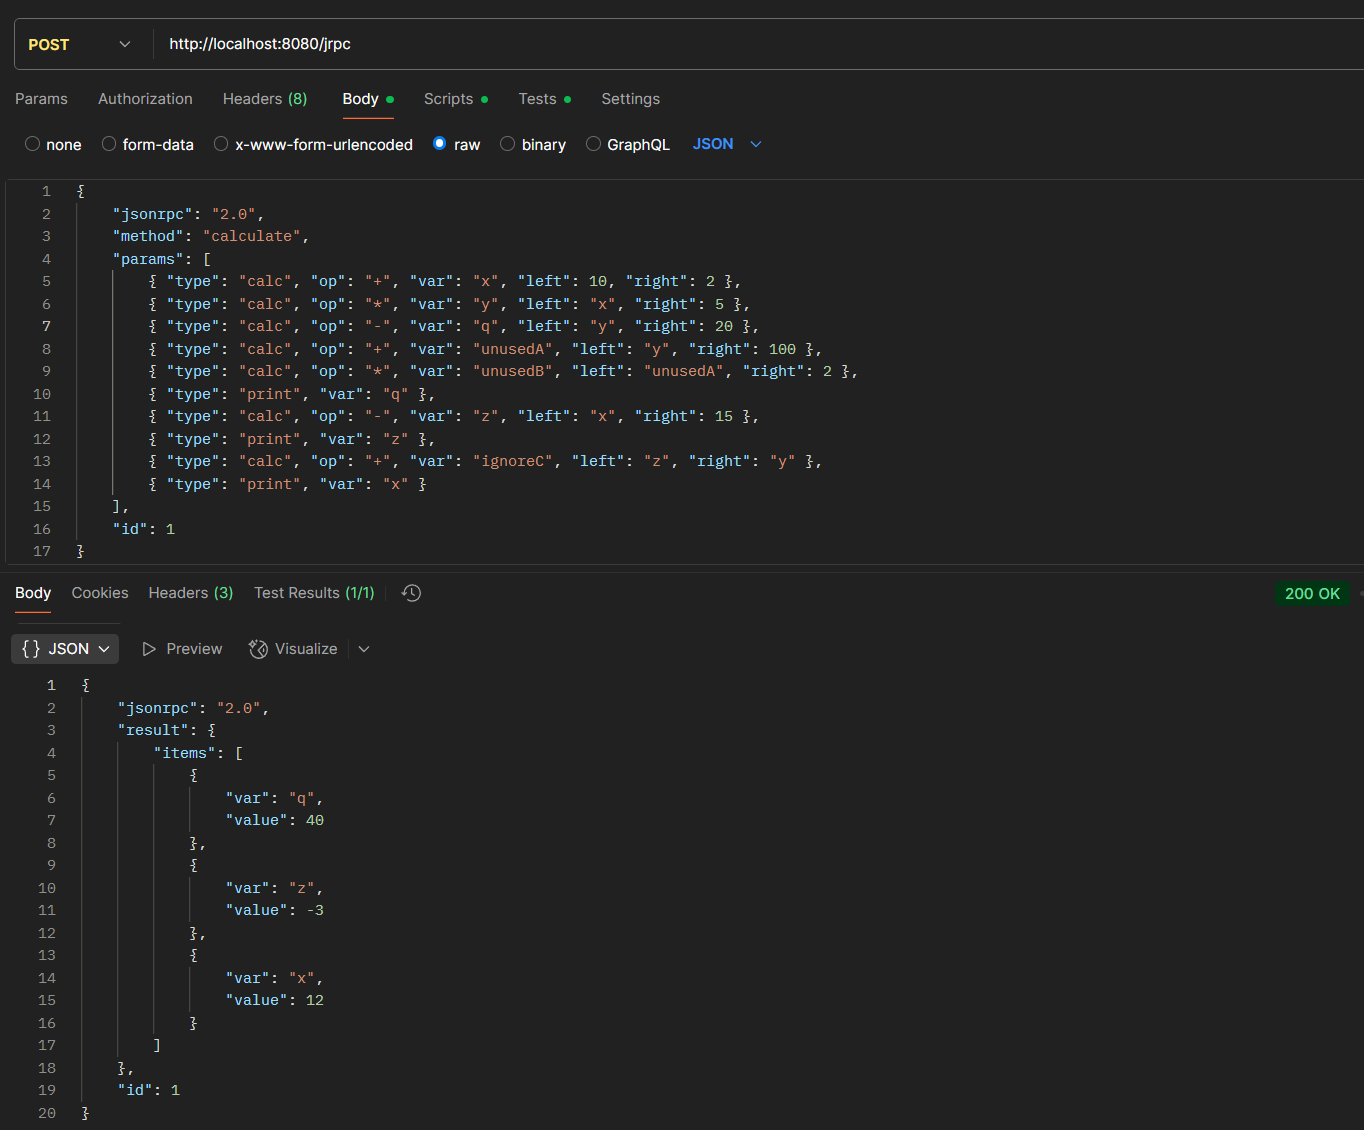 POST http://localhost:8080/jrpc
Params Authorization Headers (8) Body Scripts Tests Settings
none form-data x-www-form-urlencoded raw binary GraphQL JSON
1 {
2 "jsonrpc": "2.0",
3 "method": "calculate",
4 "params": [
5 { "type": "calc", "op": "+", "var": "x", "left": 10, "right": 2 },
6 { "type": "calc", "op": "*", "var": "y", "left": "x", "right": 5 },
7 { "type": "calc", "op": "-", "var": "q", "left": "y", "right": 20 },
8 { "type": "calc", "op": "+", "var": "unusedA", "left": "y", "right": 100 },
9 { "type": "calc", "op": "*", "var": "unusedB", "left": "unusedA", "right": 2 },
10 { "type": "print", "var": "q" },
11 { "type": "calc", "op": "-", "var": "z", "left": "x", "right": 15 },
12 { "type": "print", "var": "z" },
13 { "type": "calc", "op": "+", "var": "ignoreC", "left": "z", "right": "y" },
14 { "type": "print", "var": "x" }
15 ],
16 "id": 1
17 }
Body Cookies Headers (3) Test Results (1/1) 200 OK
{} JSON Preview Visualize
1 {
2 "jsonrpc": "2.0",
3 "result": {
4 "items": [
5 {
6 "var": "q",
7 "value": 40
8 },
9 {
10 "var": "z",
11 "value": -3
12 },
13 {
14 "var": "x",
15 "value": 12
16 }
17 ]
18 },
19 "id": 1
20 }